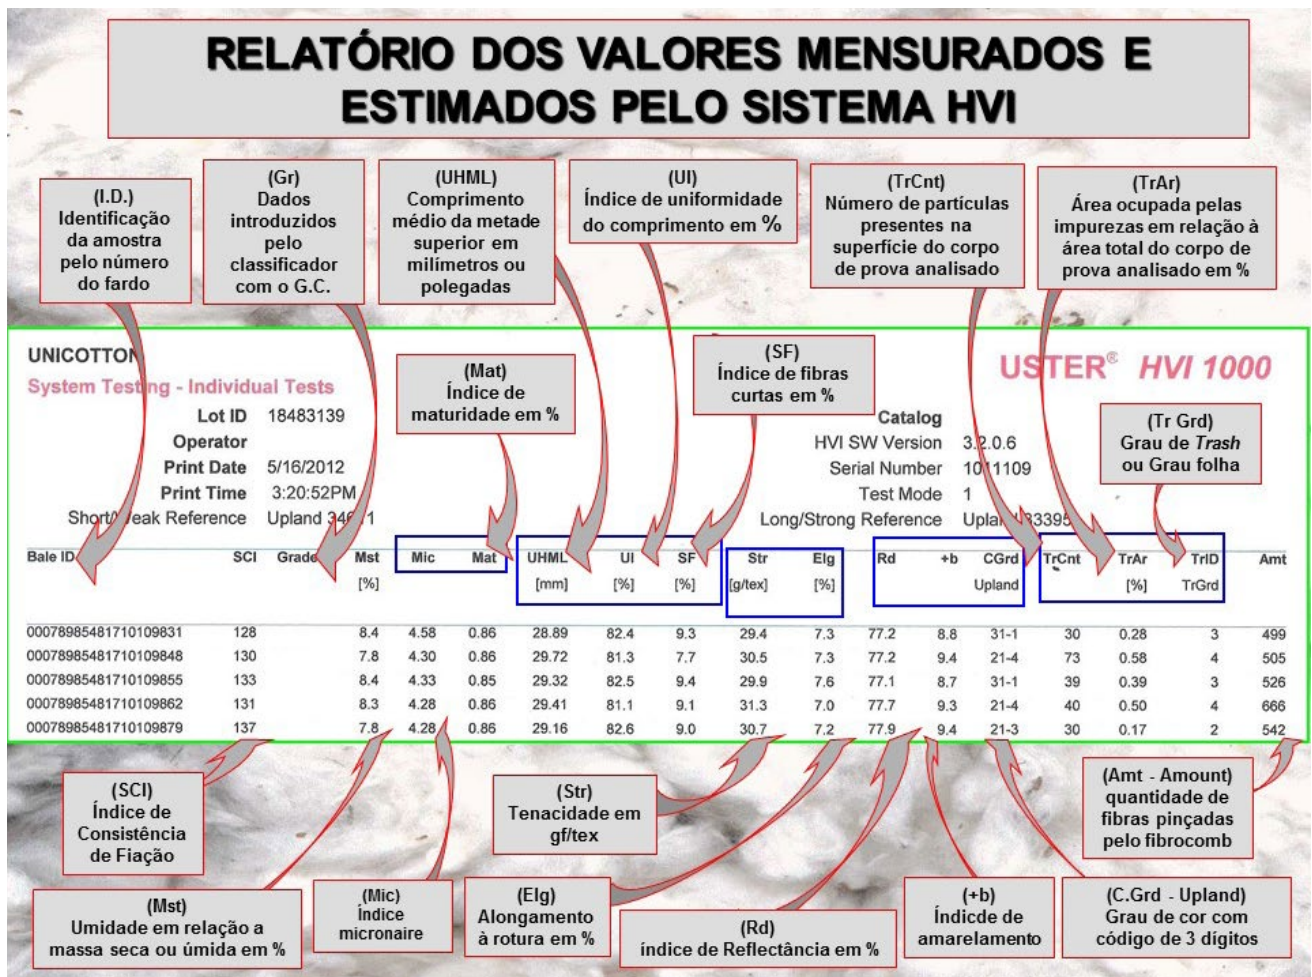 RELATÓRIO DOS VALORES MENSURADOS E
ESTIMADOS PELO SISTEMA HVI
(I.D.)
Identificação
da amostra
pelo número
do fardo
(Gr)
Dados
introduzidos
pelo
classificador
com o G.C.
(UHML)
Comprimento
médio da metade
superior em
milímetros ou
polegadas
(UI)
Índice de uniformidade
do comprimento em %
(TrCnt)
Número de partículas
presentes na
superfície do corpo
de prova analisado
(TrAr)
Área ocupada pelas
impurezas em relação à
área total do corpo de
prova analisado em %
(Mat)
Índice de
maturidade em %
(SF)
Índice de fibras
curtas em %
(Tr Grd)
Grau de Trash
ou Grau folha
UNICOTTON
USTER® HVI 1000
System Testing - Individual Tests
Lot ID 18483139
Catalog
Operator
HVI SW Version 3.2.0.6
Print Date 5/16/2012
Serial Number 1011109
Print Time 3:20:52PM
Test Mode 1
Short/Weak Reference Upland
Long/Strong Reference
Bale ID SCI Grade Mst Mic Mat UHML UI SF Str Elg Rd +b CGrd TrCnt TrAr TrID Amt
[%] [mm] [%] [%] [g/tex] [%] Upland [%] TrGrd
00078985481710109831 128 8.4 4.58 0.86 28.89 82.4 9.3 29.4 7.3 77.2 8.8 31-1 30 0.28 3 499
00078985481710109848 130 7.8 4.30 0.86 29.72 81.3 7.7 30.5 7.3 77.2 9.4 21-4 73 0.58 4 505
00078985481710109855 133 8.4 4.33 0.85 29.32 82.5 9.4 29.9 7.6 77.1 8.7 31-1 39 0.39 3 526
00078985481710109862 131 8.3 4.28 0.86 29.41 81.1 9.1 31.3 7.0 77.7 9.3 21-4 40 0.50 4 666
00078985481710109879 137 7.8 4.28 0.86 29.16 82.6 9.0 30.7 7.2 77.9 9.4 21-3 30 0.17 2 542
(SCI)
Índice de
Consistência
de Fiação
(Str)
Tenacidade em
gf/tex
(Amt - Amount)
quantidade de
fibras pinçadas
pelo fibrocomb
(Mst)
Umidade em relação a
massa seca ou úmida em %
(Mic)
Índice
micronaire
(Elg)
Alongamento
à rotura em %
(Rd)
índice de Reflectância em %
(+b)
Índicde de
amarelamento
(C.Grd - Upland)
Grau de cor com
código de 3 dígitos